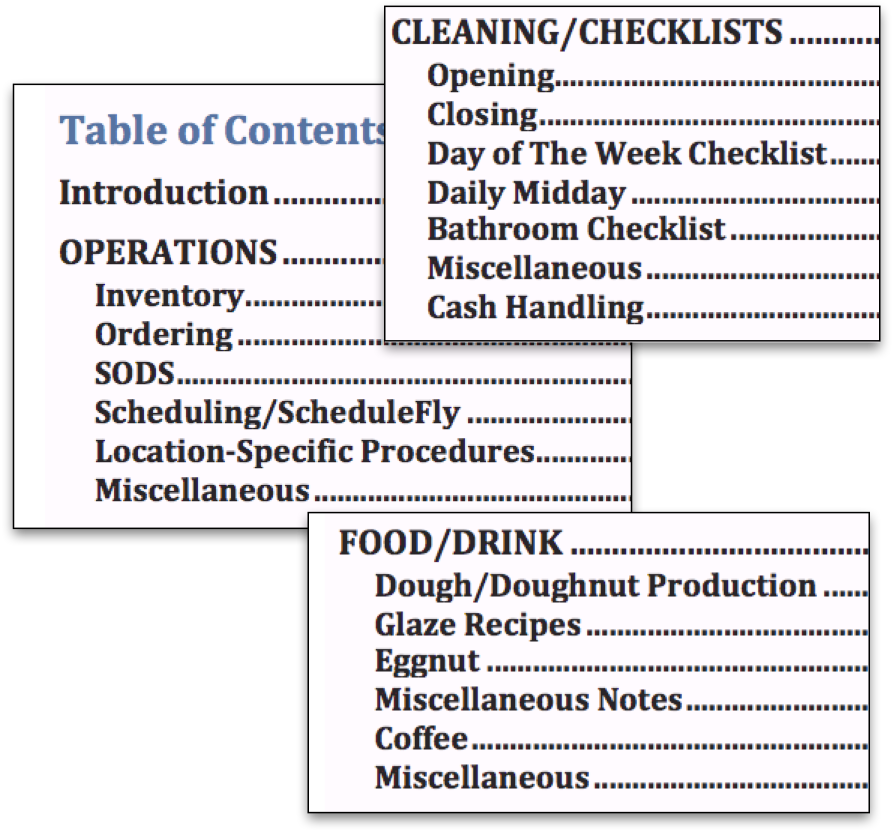 Table of Contents
Introduction ............
OPERATIONS ............
Inventory ............
Ordering ............
SODS ............
Scheduling/ScheduleFly ............
Location-Specific Procedures ............
Miscellaneous ............
CLEANING/CHECKLISTS ............
Opening ............
Closing ............
Day of The Week Checklist ......
Daily Midday ............
Bathroom Checklist ............
Miscellaneous ............
Cash Handling ............
FOOD/DRINK ............
Dough/Doughnut Production ......
Glaze Recipes ............
Eggnut ............
Miscellaneous Notes ............
Coffee ............
Miscellaneous ............